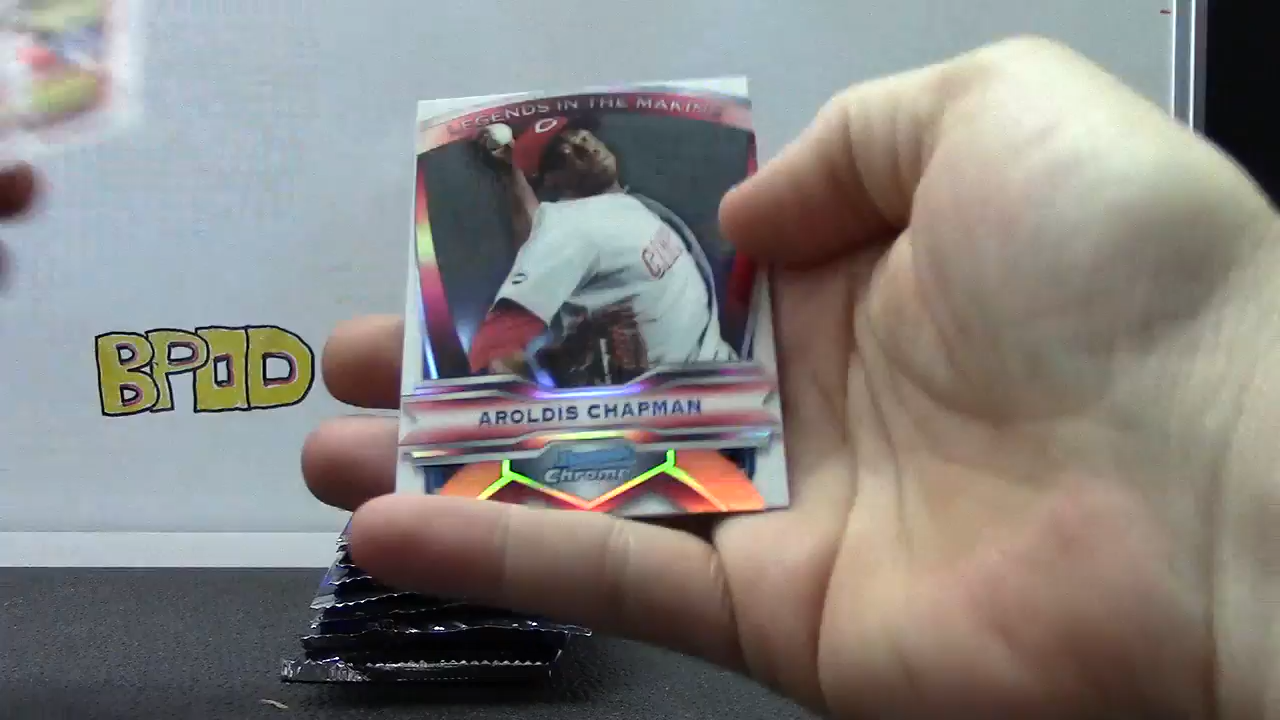 LEGENDS IN THE MAKING
C
BPOD
AROLDIS CHAPMAN
Chrome